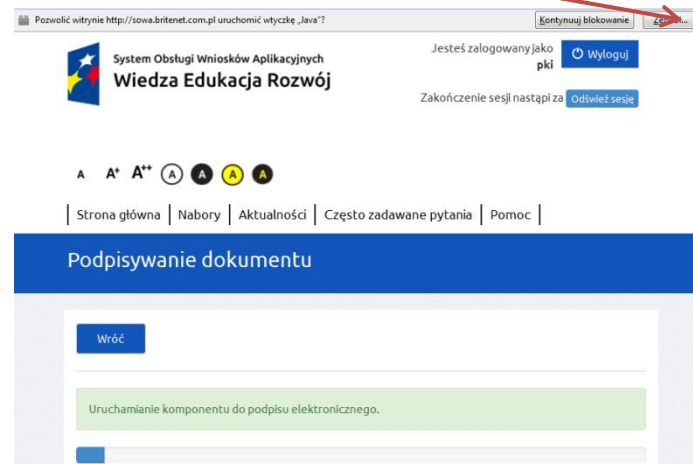 Pozwolić witrynie http://sowa.britenet.com.pl uruchomić wtyczkę „Java"?
Kontynuuj blokowanie
System Obsługi Wniosków Aplikacyjnych
Wiedza Edukacja Rozwój
Jesteś zalogowany jako
pki
Wyloguj
Zakończenie sesji nastąpi za Odśwież sesję
A A+ A++ A A A A
Strona główna Nabory Aktualności Często zadawane pytania Pomoc
Podpisywanie dokumentu
Wróć
Uruchamianie komponentu do podpisu elektronicznego.